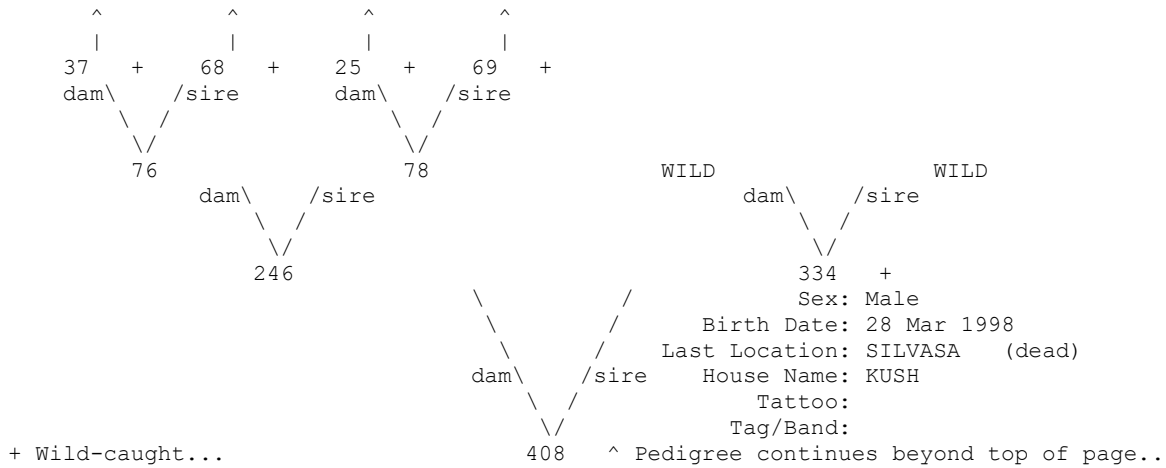 ^ ^ ^ ^
| | | |
37 + 68 + 25 + 69 +
dam\ /sire dam\ /sire
\ / \ /
\/ \/
76 78 WILD WILD
dam\ /sire dam\ /sire
\ / \ /
\/ \/
246 334 +
\ / Sex: Male
\ / Birth Date: 28 Mar 1998
\ / Last Location: SILVASA (dead)
dam\ /sire House Name: KUSH
\ / Tattoo:
\/ Tag/Band:
+ Wild-caught... 408 ^ Pedigree continues beyond top of page..